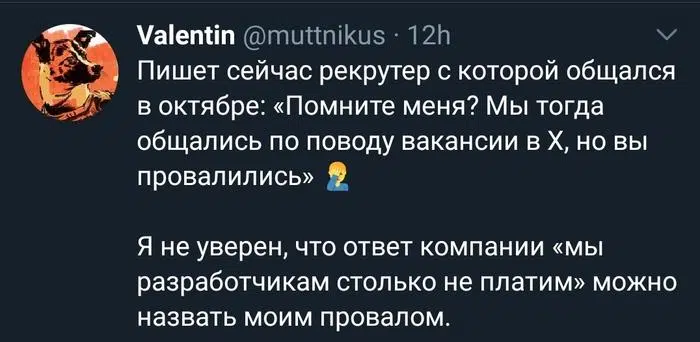 Valentin @muttnikus · 12h
Пишет сейчас рекрутер с которой общался
в октябре: «Помните меня? Мы тогда
общались по поводу вакансии в X, но вы
провалились» 🤦‍♂️
Я не уверен, что ответ компании «мы
разработчикам столько не платим» можно
назвать моим провалом.